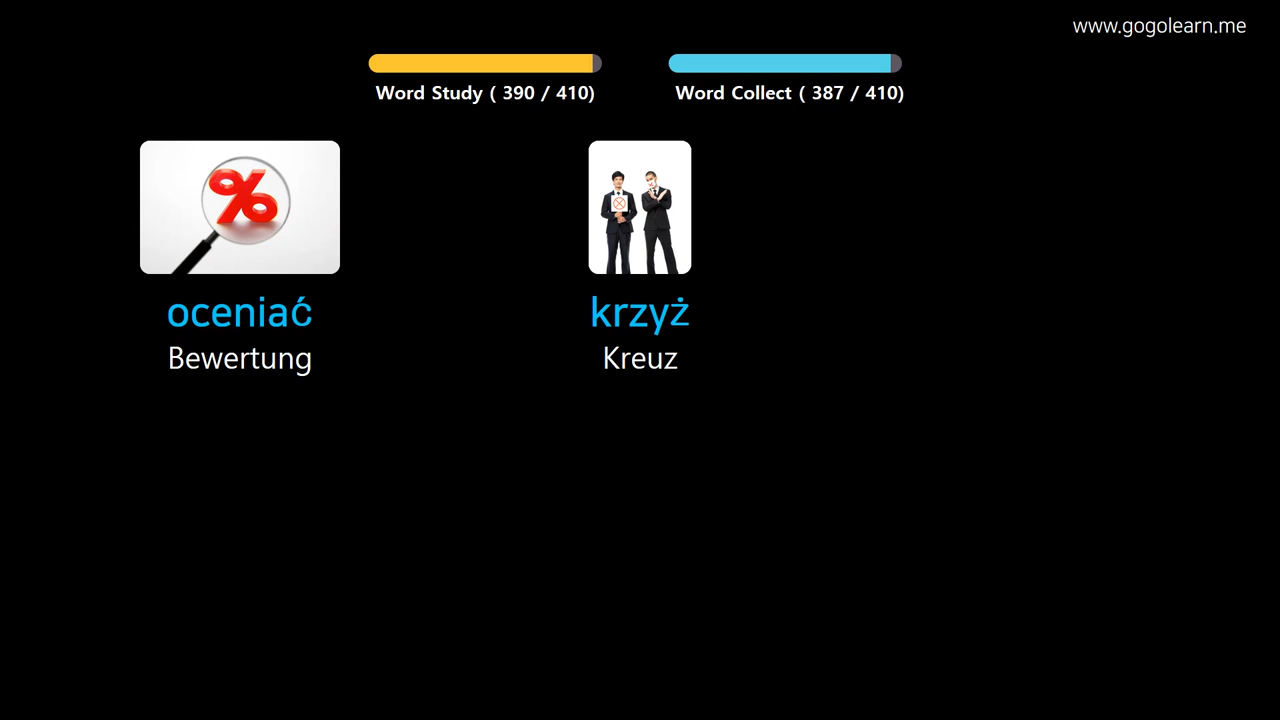 www.gogolearn.me
Word Study ( 390 / 410)
Word Collect ( 387 / 410)
%
oceniać
krzyż
Bewertung
Kreuz